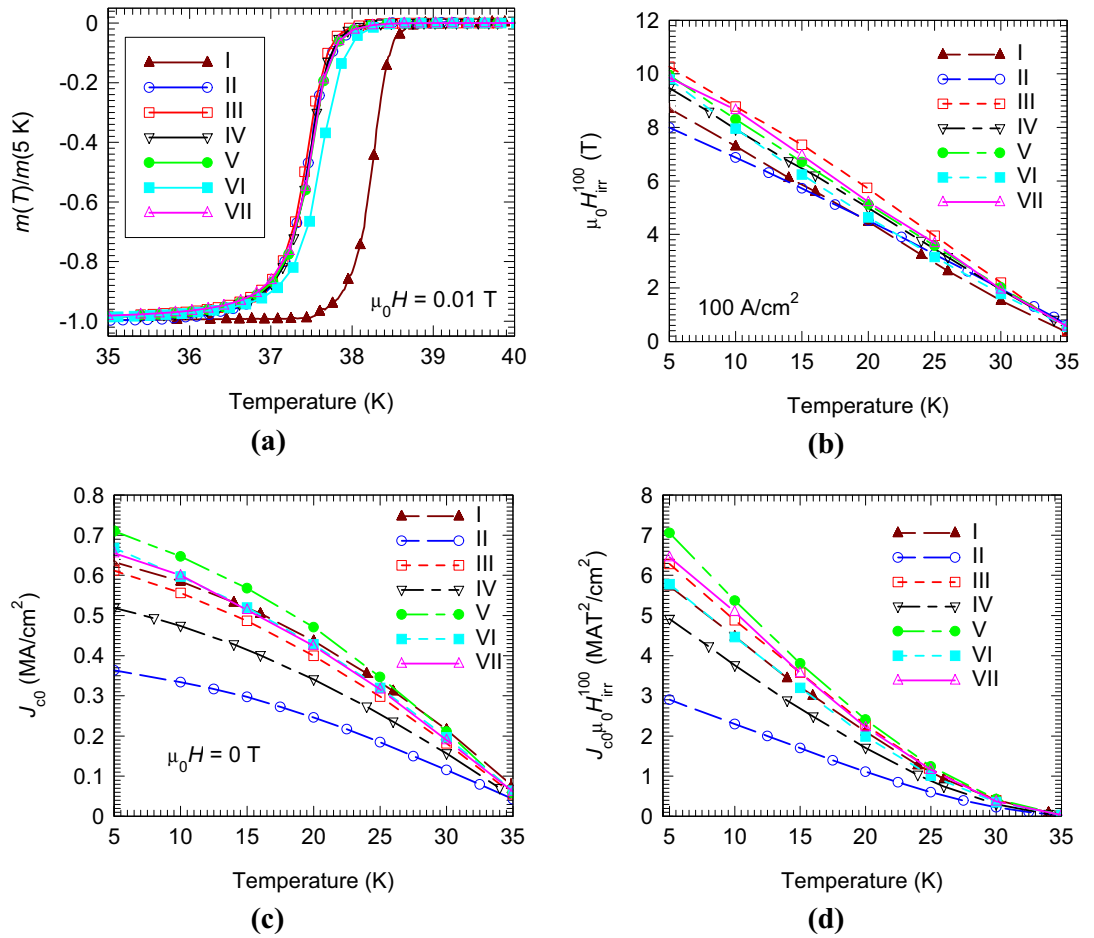 0
-0.2
-0.4
-0.6
-0.8
-1.0
m(T)/m(5 K)
I
II
III
IV
V
VI
VII
μ₀H = 0.01 T
35 36 37 38 39 40
Temperature (K)
(a)
12
10
8
6
4
2
0
μ₀H_irr^100 (T)
I
II
III
IV
V
VI
VII
100 A/cm²
5 10 15 20 25 30 35
Temperature (K)
(b)
0.8
0.7
0.6
0.5
0.4
0.3
0.2
0.1
0
J_c0 (MA/cm²)
I
II
III
IV
V
VI
VII
μ₀H = 0 T
5 10 15 20 25 30 35
Temperature (K)
(c)
8
7
6
5
4
3
2
1
0
J_c0μ₀H_irr^100 (MAT²/cm²)
I
II
III
IV
V
VI
VII
5 10 15 20 25 30 35
Temperature (K)
(d)